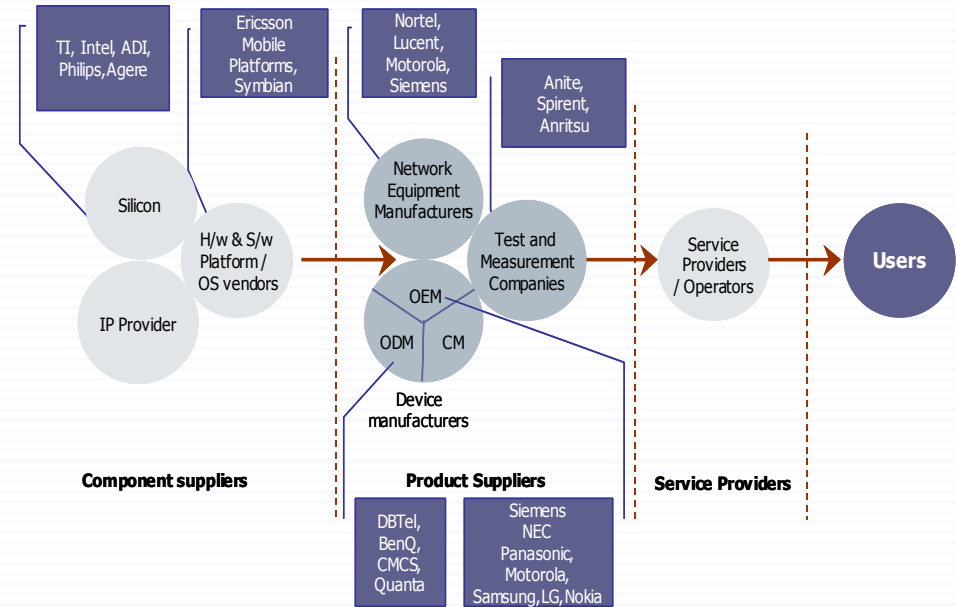 TI, Intel, ADI,
Philips,Agere
Ericsson
Mobile
Platforms,
Symbian
Nortel,
Lucent,
Motorola,
Siemens
Anite,
Spirent,
Anritsu
Silicon
H/w & S/w
Platform /
OS vendors
IP Provider
Network
Equipment
Manufacturers
Test and
Measurement
Companies
OEM
ODM
CM
Device
manufacturers
Service
Providers
/ Operators
Users
Component suppliers
Product Suppliers
Service Providers
DBTel,
BenQ,
CMCS,
Quanta
Siemens
NEC
Panasonic,
Motorola,
Samsung,LG,Nokia